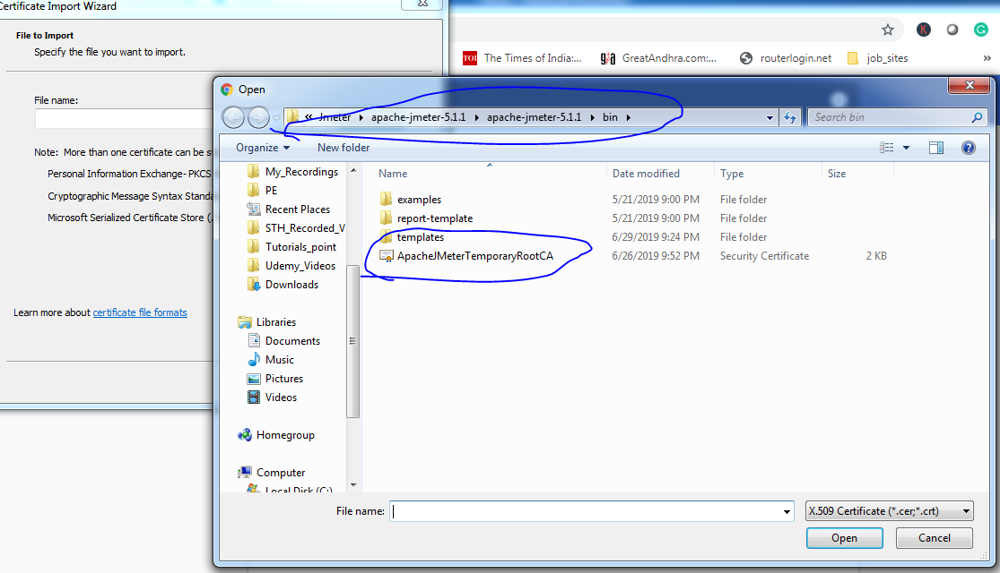 Certificate Import Wizard
File to Import
Specify the file you want to import.
File name:
Note: More than one certificate can be
Personal Information Exchange- PKCS
Cryptographic Message Syntax
Microsoft Serialized Certificate Store (.
Learn more about certificate file formats
TOI The Times of India:...
g//a GreatAndhra.com:...
routerlogin.net
job_sites
»
K
G
Open
« Jmeter ▸ apache-jmeter-5.1.1 ▸ apache-jmeter-5.1.1 ▸ bin ▸
Search bin
Organize ▼ New folder
My_Recordings
PE
Recent Places
STH_Recorded_V
Tutorials_point
Udemy_Videos
Downloads
Libraries
Documents
Music
Pictures
Videos
Homegroup
Computer
Local Disk (C:)
Name Date modified Type Size
examples 5/21/2019 9:00 PM File folder
report-template 5/21/2019 9:00 PM File folder
templates 6/29/2019 9:24 PM File folder
ApacheJMeterTemporaryRootCA 6/26/2019 9:52 PM Security Certificate 2 KB
File name:
X.509 Certificate (*.cer;*.crt)
Open Cancel